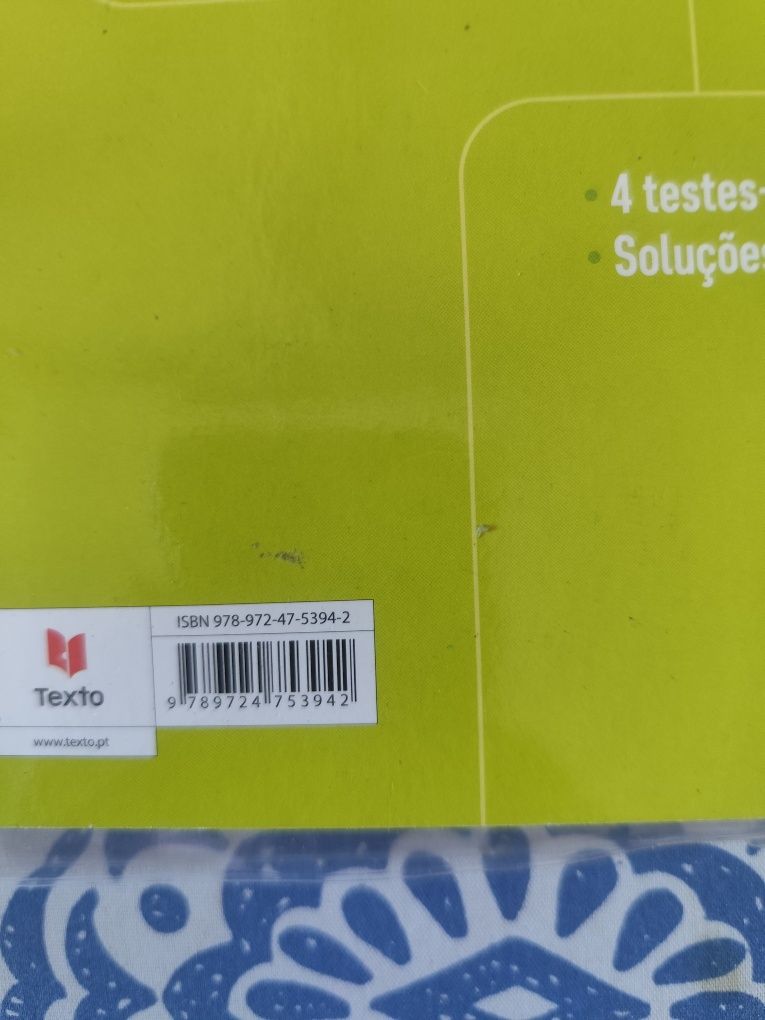 4 testes-
Soluções
ISBN 978-972-47-5394-2
9 789724 753942
Texto
www.texto.pt